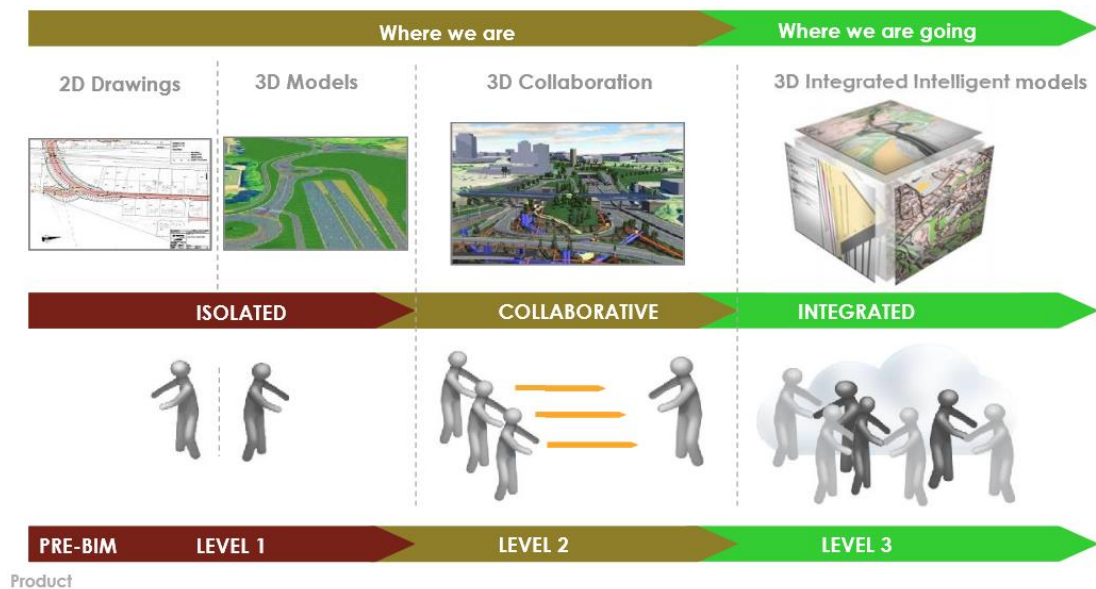 Where we are
Where we are going
2D Drawings
3D Models
3D Collaboration
3D Integrated Intelligent models
ISOLATED
COLLABORATIVE
INTEGRATED
PRE-BIM
LEVEL 1
LEVEL 2
LEVEL 3
Product